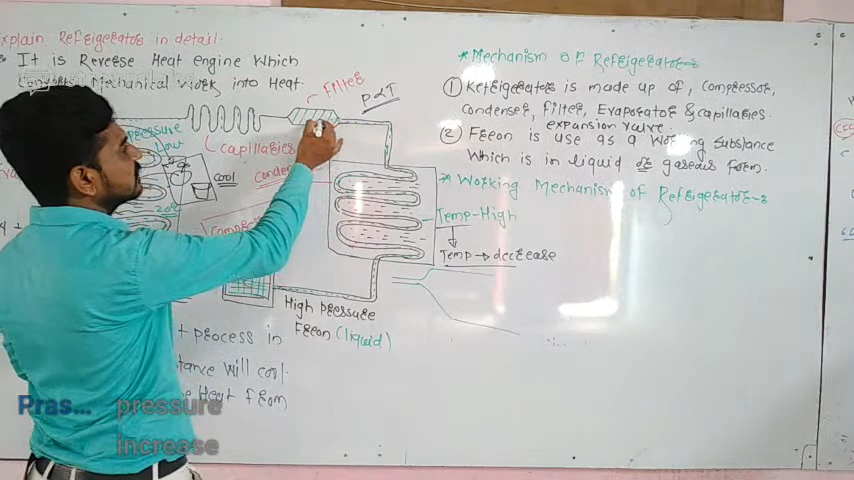 Explain Refrigerator in detail.
It is Reverse Heat engine Which
Mechanical Work into Heat.
Filter
P∝T
Pressure
Low
(capillaries
cool
Conden
Comp
Temp-High
Temp → decrease
High pressure
Freon (liquid)
+ process in
tance will cool.
Heat from
*Mechanism of Refrigerator-
① Refrigerator is made up of, Compressor,
Condenser, Filter, Evaporator & capillaries.
expansion valve.
② Freon is use as a Working Substance
Which is in liquid or gaseous form.
* Working Mechanism of Refrigerator-
Pras... pressure
increase